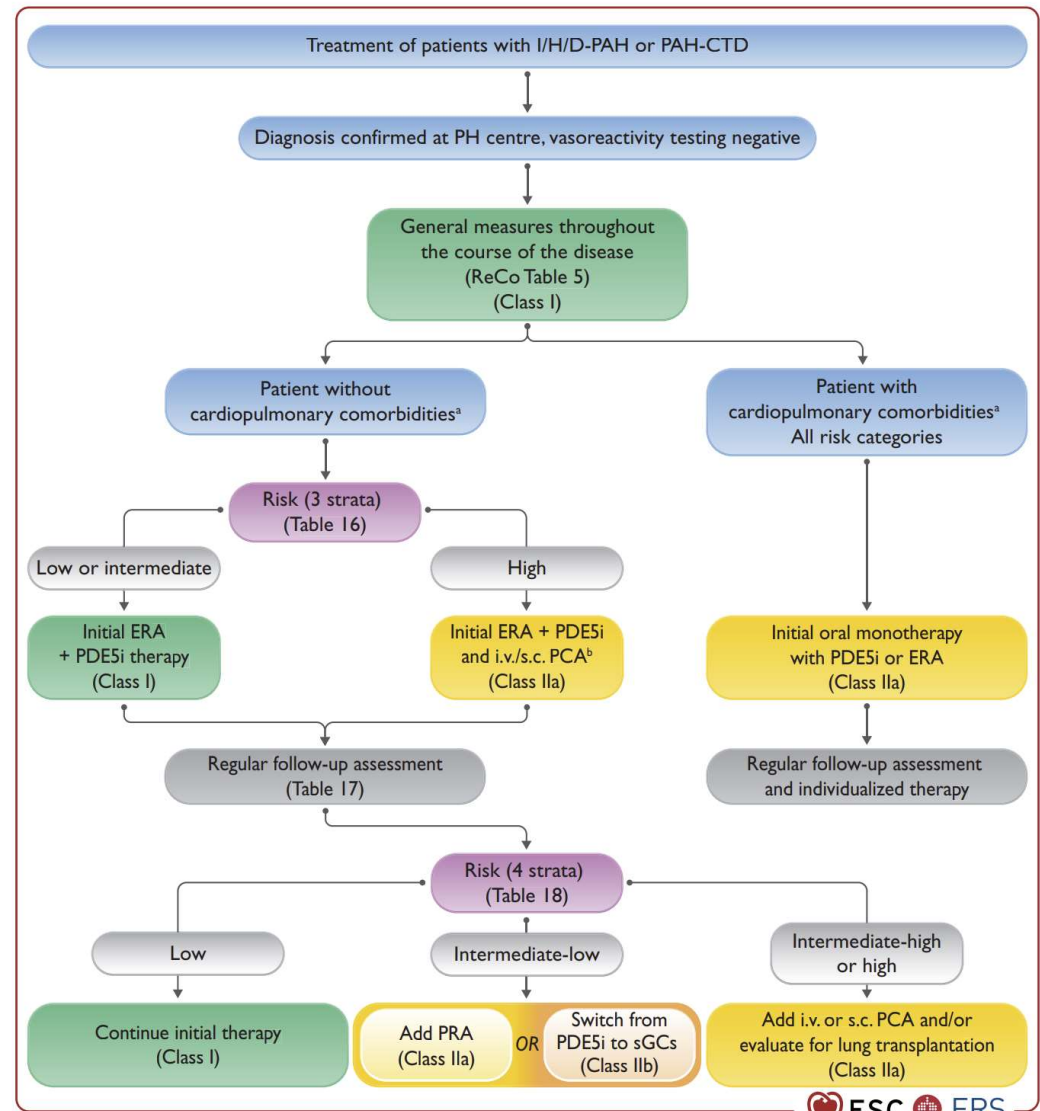 Treatment of patients with I/H/D-PAH or PAH-CTD
Diagnosis confirmed at PH centre, vasoreactivity testing negative
General measures throughout
the course of the disease
(ReCo Table 5)
(Class I)
Patient without
cardiopulmonary comorbiditiesᵃ
Patient with
cardiopulmonary comorbiditiesᵃ
All risk categories
Risk (3 strata)
(Table 16)
Low or intermediate
High
Initial ERA
+ PDE5i therapy
(Class I)
Initial ERA + PDE5i
and i.v./s.c. PCAᵇ
(Class IIa)
Initial oral monotherapy
with PDE5i or ERA
(Class IIa)
Regular follow-up assessment
(Table 17)
Regular follow-up assessment
and individualized therapy
Risk (4 strata)
(Table 18)
Low
Intermediate-low
Intermediate-high
or high
Continue initial therapy
(Class I)
Add PRA
(Class IIa)
OR
Switch from
PDE5i to sGCs
(Class IIb)
Add i.v. or s.c. PCA and/or
evaluate for lung transplantation
(Class IIa)
ESC
ERS